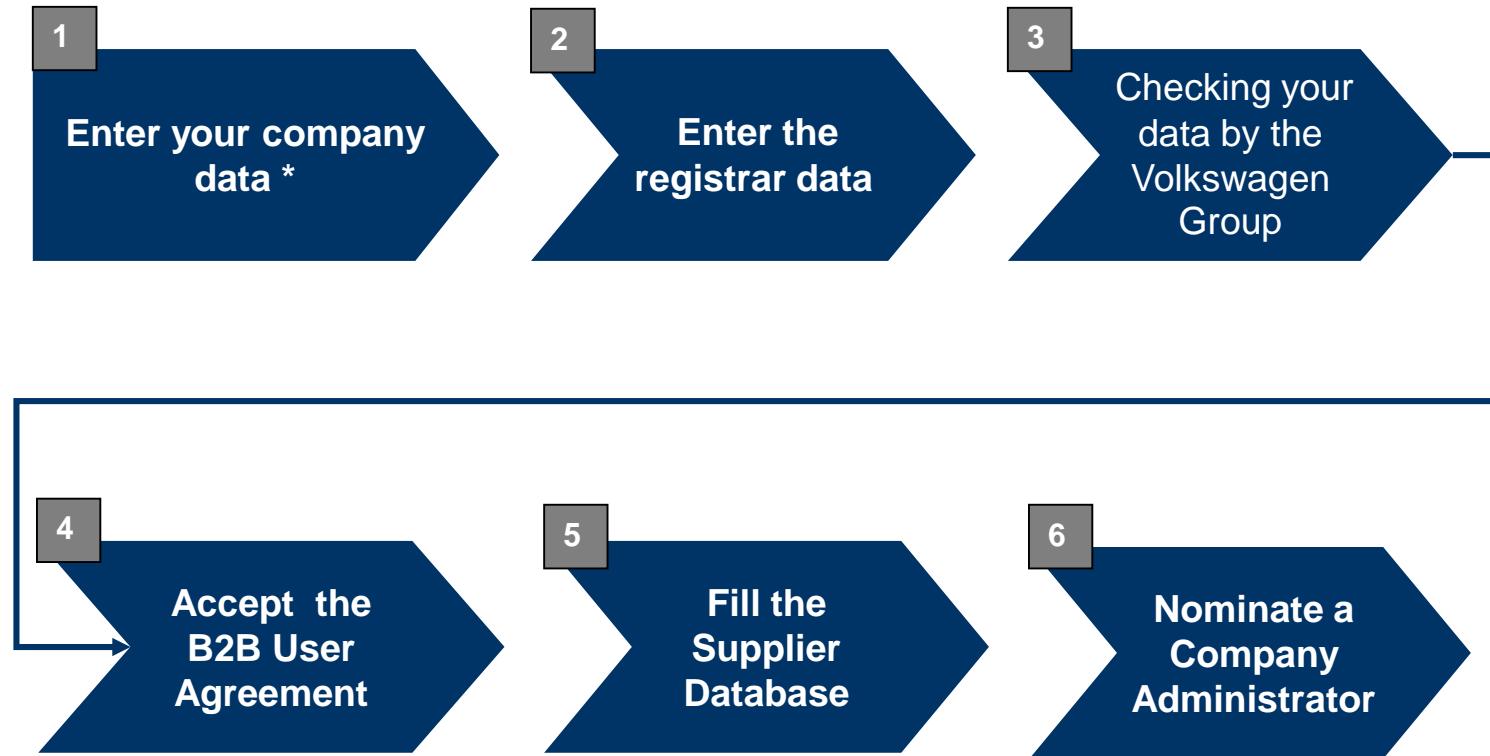 1
Enter your company
data *
2
Enter the
registrar data
3
Checking your
data by the
Volkswagen
Group
4
Accept  the
B2B User
Agreement
5
Fill the
Supplier
Database
6
Nominate a
Company
Administrator